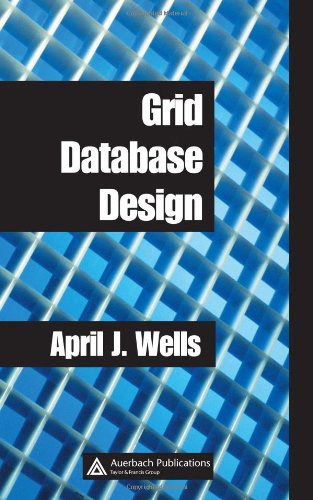 Grid
Database
Design
April J. Wells
Auerbach Publications
Taylor & Francis Group